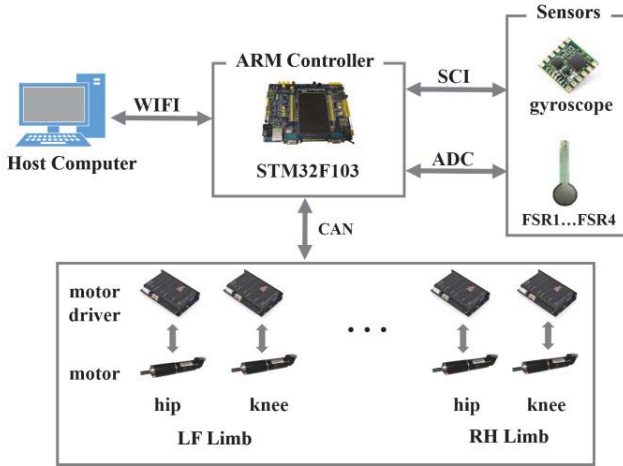 Sensors
ARM Controller
SCI
WIFI
gyroscope
Host Computer
STM32F103
ADC
FSR1...FSR4
CAN
motor
driver
...
motor
hip knee hip knee
LF Limb RH Limb